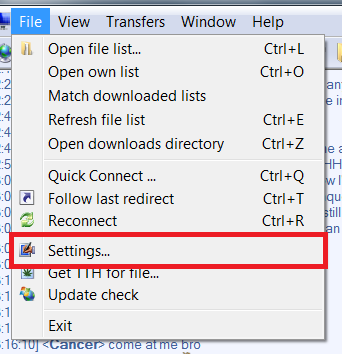 File View Transfers Window Help
Open file list... Ctrl+L
Open own list Ctrl+O
Match downloaded lists
Refresh file list Ctrl+E
Open downloads directory Ctrl+Z
Quick Connect ... Ctrl+Q
Follow last redirect Ctrl+T
Reconnect Ctrl+R
Settings...
Get TTH for file...
Update check
Exit
6:16:10] <Cancer> come at me bro